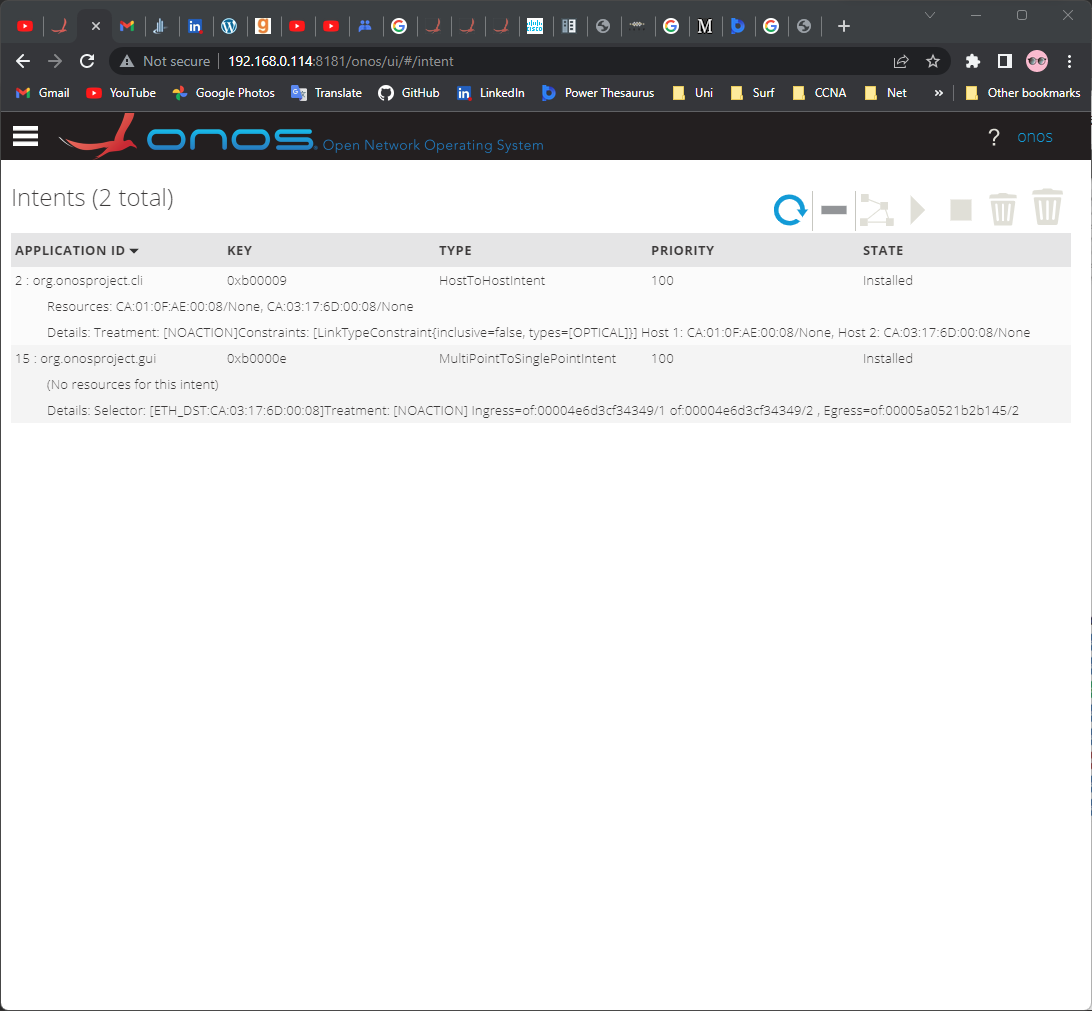 Not secure 192.168.0.114:8181/onos/ui/#/intent
Gmail YouTube Google Photos Translate GitHub LinkedIn Power Thesaurus Uni Surf CCNA Net » Other bookmarks
onos Open Network Operating System ? onos
Intents (2 total)
APPLICATION ID KEY TYPE PRIORITY STATE
2 : org.onosproject.cli 0xb00009 HostToHostIntent 100 Installed
Resources: CA:01:0F:AE:00:08/None, CA:03:17:6D:00:08/None
Details: Treatment: [NOACTION]Constraints: [LinkTypeConstraint{inclusive=false, types=[OPTICAL]}] Host 1: CA:01:0F:AE:00:08/None, Host 2: CA:03:17:6D:00:08/None
15 : org.onosproject.gui 0xb0000e MultiPointToSinglePointIntent 100 Installed
(No resources for this intent)
Details: Selector: [ETH_DST:CA:03:17:6D:00:08]Treatment: [NOACTION] Ingress=of:00004e6d3cf34349/1 of:00004e6d3cf34349/2 , Egress=of:00005a0521b2b145/2